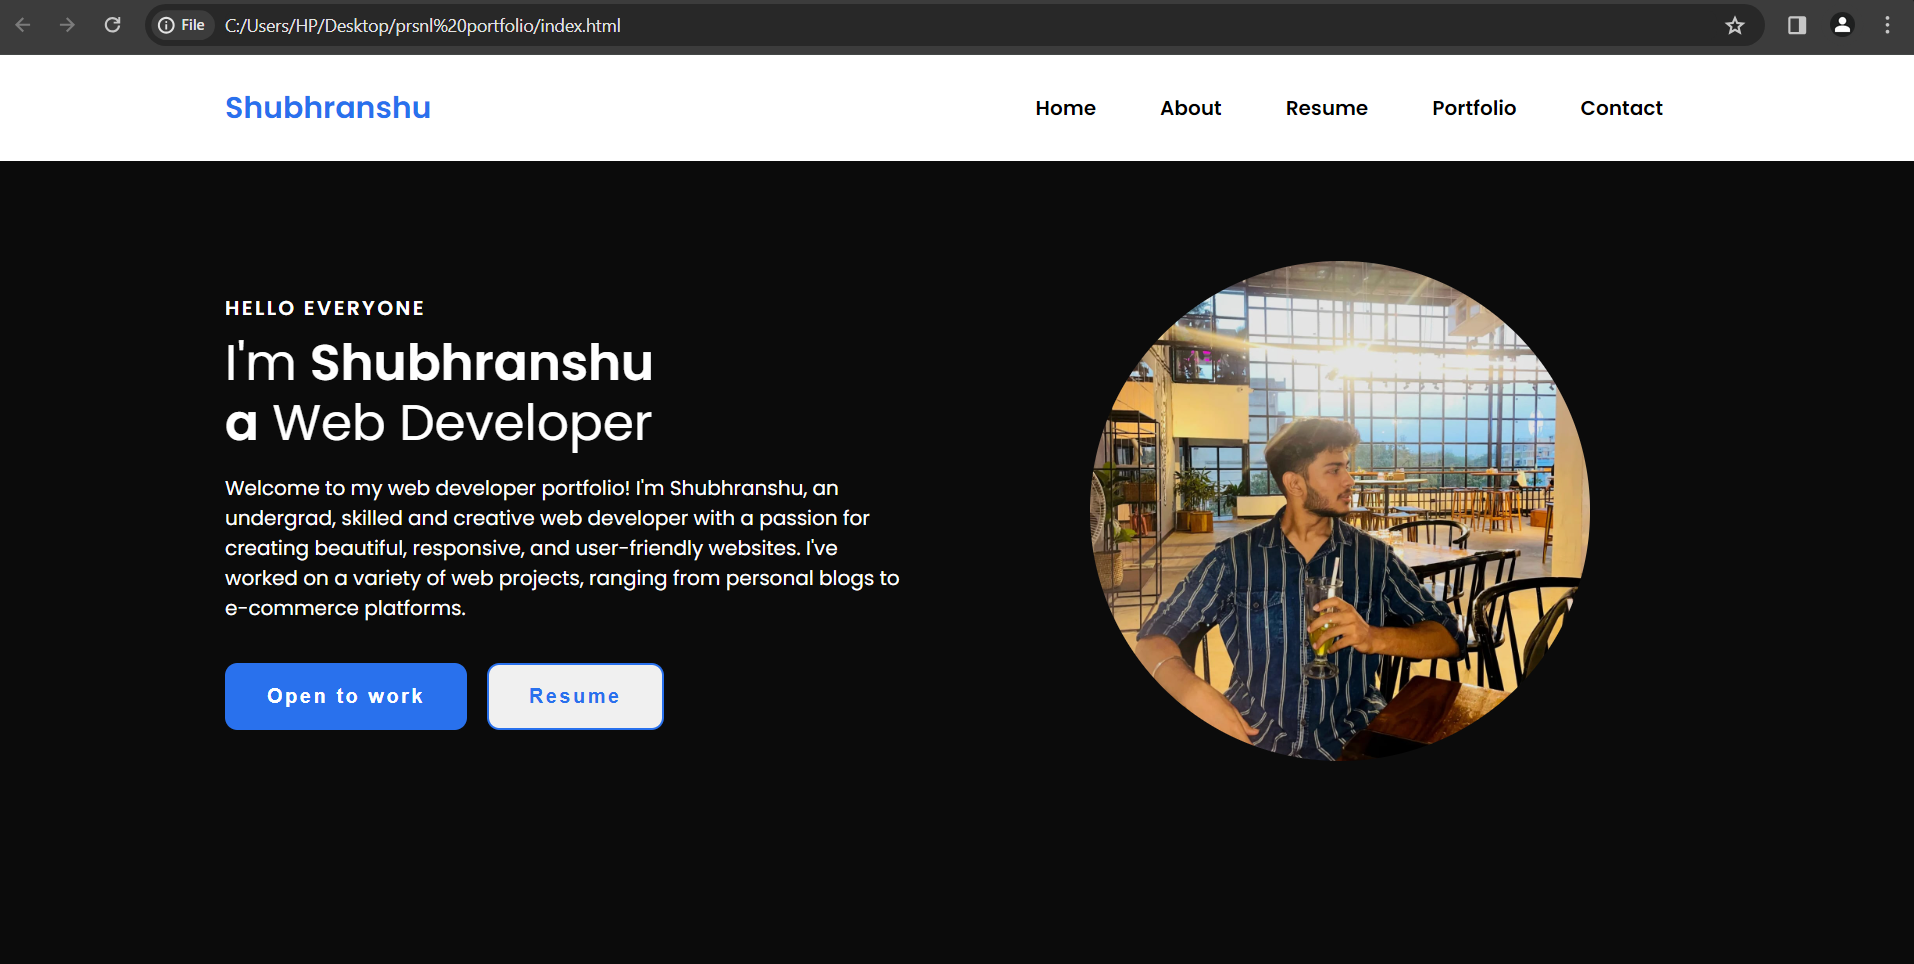 File C:/Users/HP/Desktop/prsnl%20portfolio/index.html
Shubhranshu Home About Resume Portfolio Contact
HELLO EVERYONE
I'm Shubhranshu
a Web Developer
Welcome to my web developer portfolio! I'm Shubhranshu, an
undergrad, skilled and creative web developer with a passion for
creating beautiful, responsive, and user-friendly websites. I've
worked on a variety of web projects, ranging from personal blogs to
e-commerce platforms.
Open to work Resume